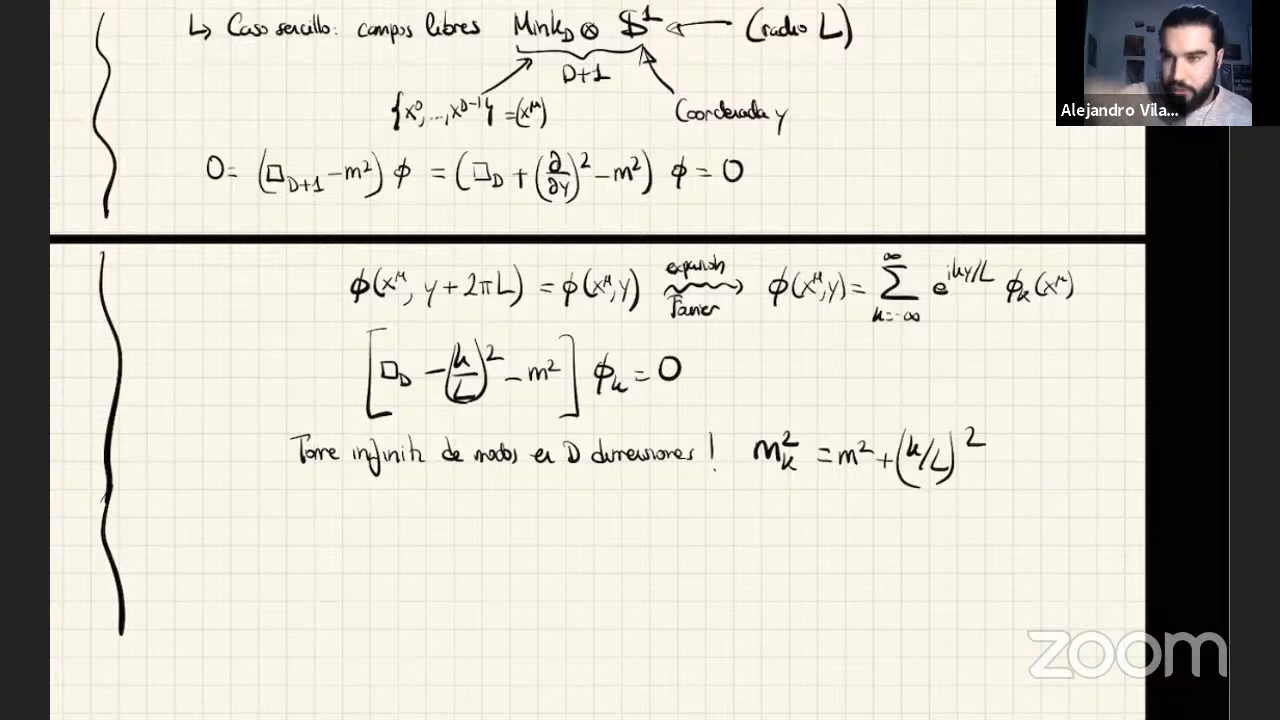 ↳ Caso sencillo: campos libres Mink_D ⊗ S^1 ← (radio L)
D+1
{x^0, ..., x^{D-1}} = (x^μ)
Coordenada y
0 = (□_{D+1} - m^2) ϕ = (□_D + (∂/∂y)^2 - m^2) ϕ = 0
ϕ(x^μ, y + 2πL) = ϕ(x^μ, y) expansión Fourier ⟿ ϕ(x^μ, y) = ∑_{k=-∞}^{∞} e^{iky/L} ϕ_k(x^μ)
[□_D - (k/L)^2 - m^2] ϕ_k = 0
Torre infinita de modos en D dimensiones! m_k^2 = m^2 + (k/L)^2
Alejandro Vila...
zoom